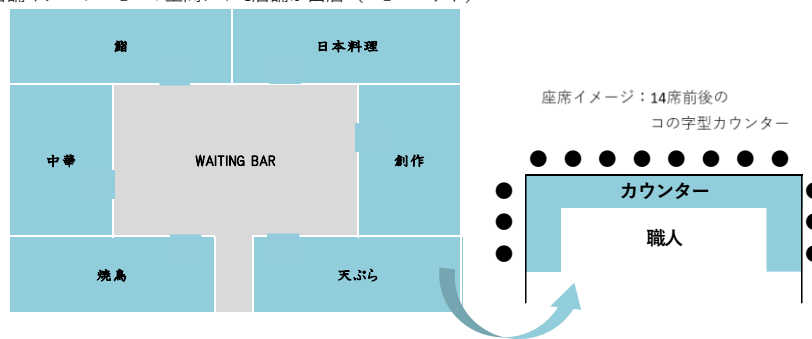 鮨
日本料理
中華
WAITING BAR
創作
焼鳥
天ぷら
座席イメージ：14席前後の
コの字型カウンター
カウンター
職人